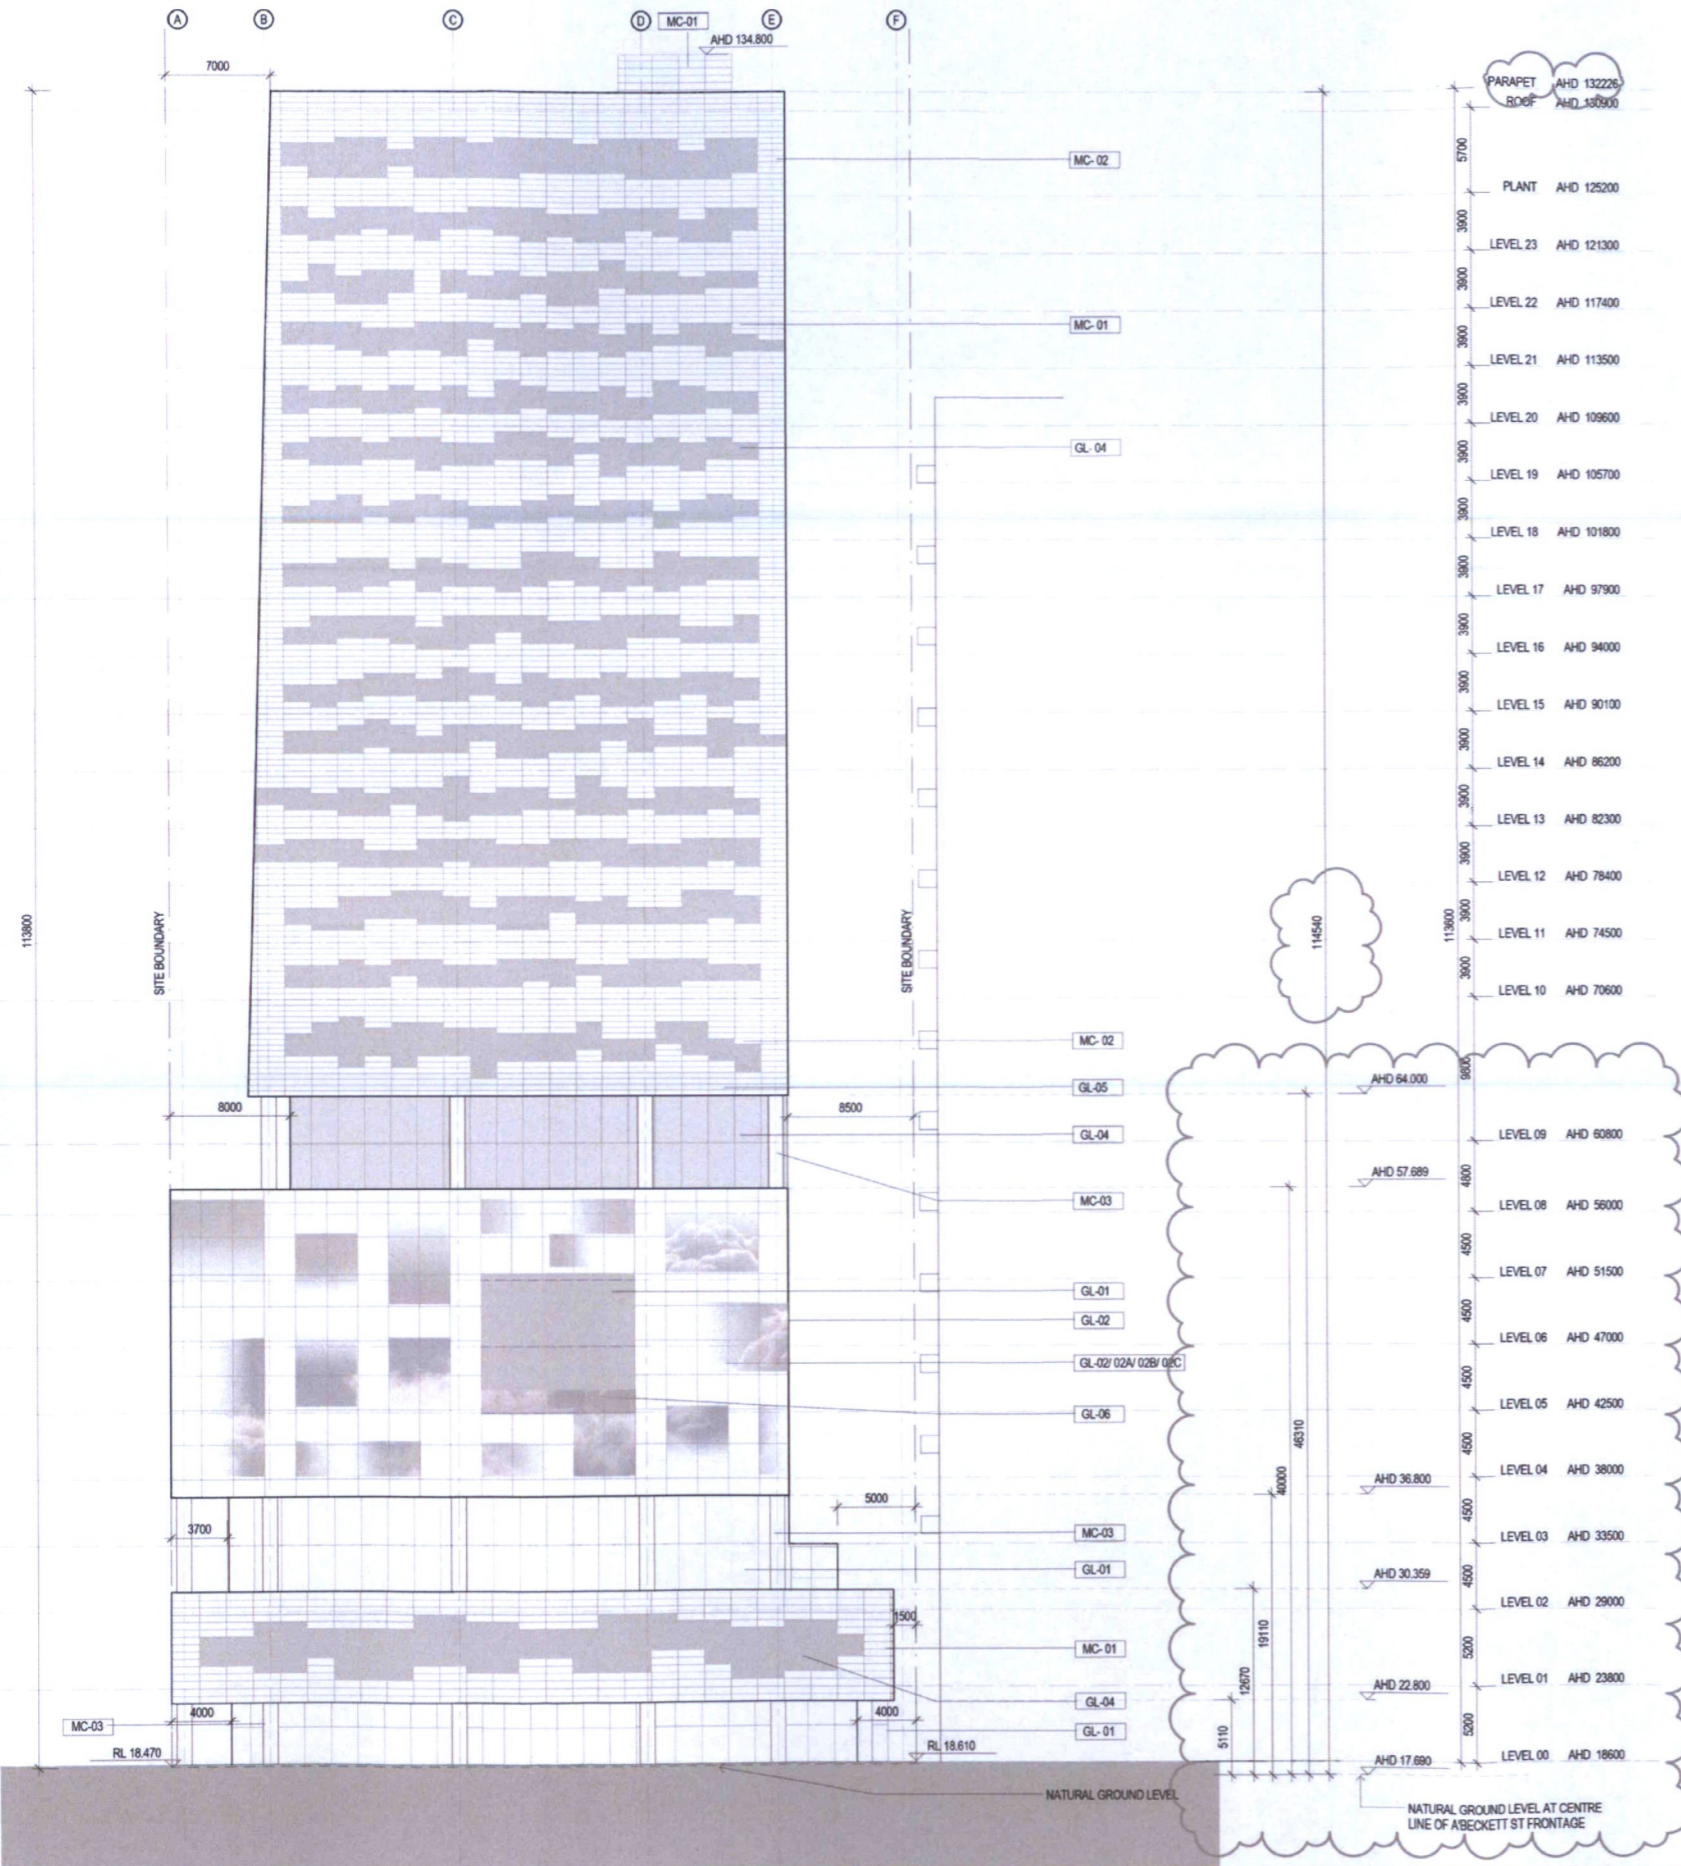 A B C D MC-01 E F
AHD 134.800
7000
PARAPET AHD 132226
ROOF AHD 130900
5700
MC- 02
PLANT AHD 125200
3900
LEVEL 23 AHD 121300
3900
LEVEL 22 AHD 117400
MC- 01
3900
LEVEL 21 AHD 113500
3900
LEVEL 20 AHD 109600
GL- 04
3900
LEVEL 19 AHD 105700
3900
LEVEL 18 AHD 101800
3900
LEVEL 17 AHD 97900
3900
LEVEL 16 AHD 94000
3900
LEVEL 15 AHD 90100
3900
LEVEL 14 AHD 86200
3900
LEVEL 13 AHD 82300
3900
LEVEL 12 AHD 78400
3900
LEVEL 11 AHD 74500
113800
SITE BOUNDARY
SITE BOUNDARY
114540
113600
3900
LEVEL 10 AHD 70600
MC- 02
9800
AHD 64.000
GL-05
8000
8500
GL-04
LEVEL 09 AHD 60800
AHD 57.689
4800
MC-03
LEVEL 08 AHD 56000
4500
LEVEL 07 AHD 51500
GL-01
4500
GL-02
LEVEL 06 AHD 47000
GL-02/ 02A/ 02B/ 02C
4500
LEVEL 05 AHD 42500
GL-06
46310
4500
LEVEL 04 AHD 38000
40000
AHD 36.800
5000
4500
3700
MC-03
LEVEL 03 AHD 33500
GL-01
4500
AHD 30.359
LEVEL 02 AHD 29000
1500
19110
5200
MC- 01
12670
LEVEL 01 AHD 23800
AHD 22.800
GL-04
4000
4000
MC-03
GL- 01
5110
5200
RL 18.470
RL 18.610
AHD 17.690
LEVEL 00 AHD 18600
NATURAL GROUND LEVEL
NATURAL GROUND LEVEL AT CENTRE
LINE OF A'BECKETT ST FRONTAGE